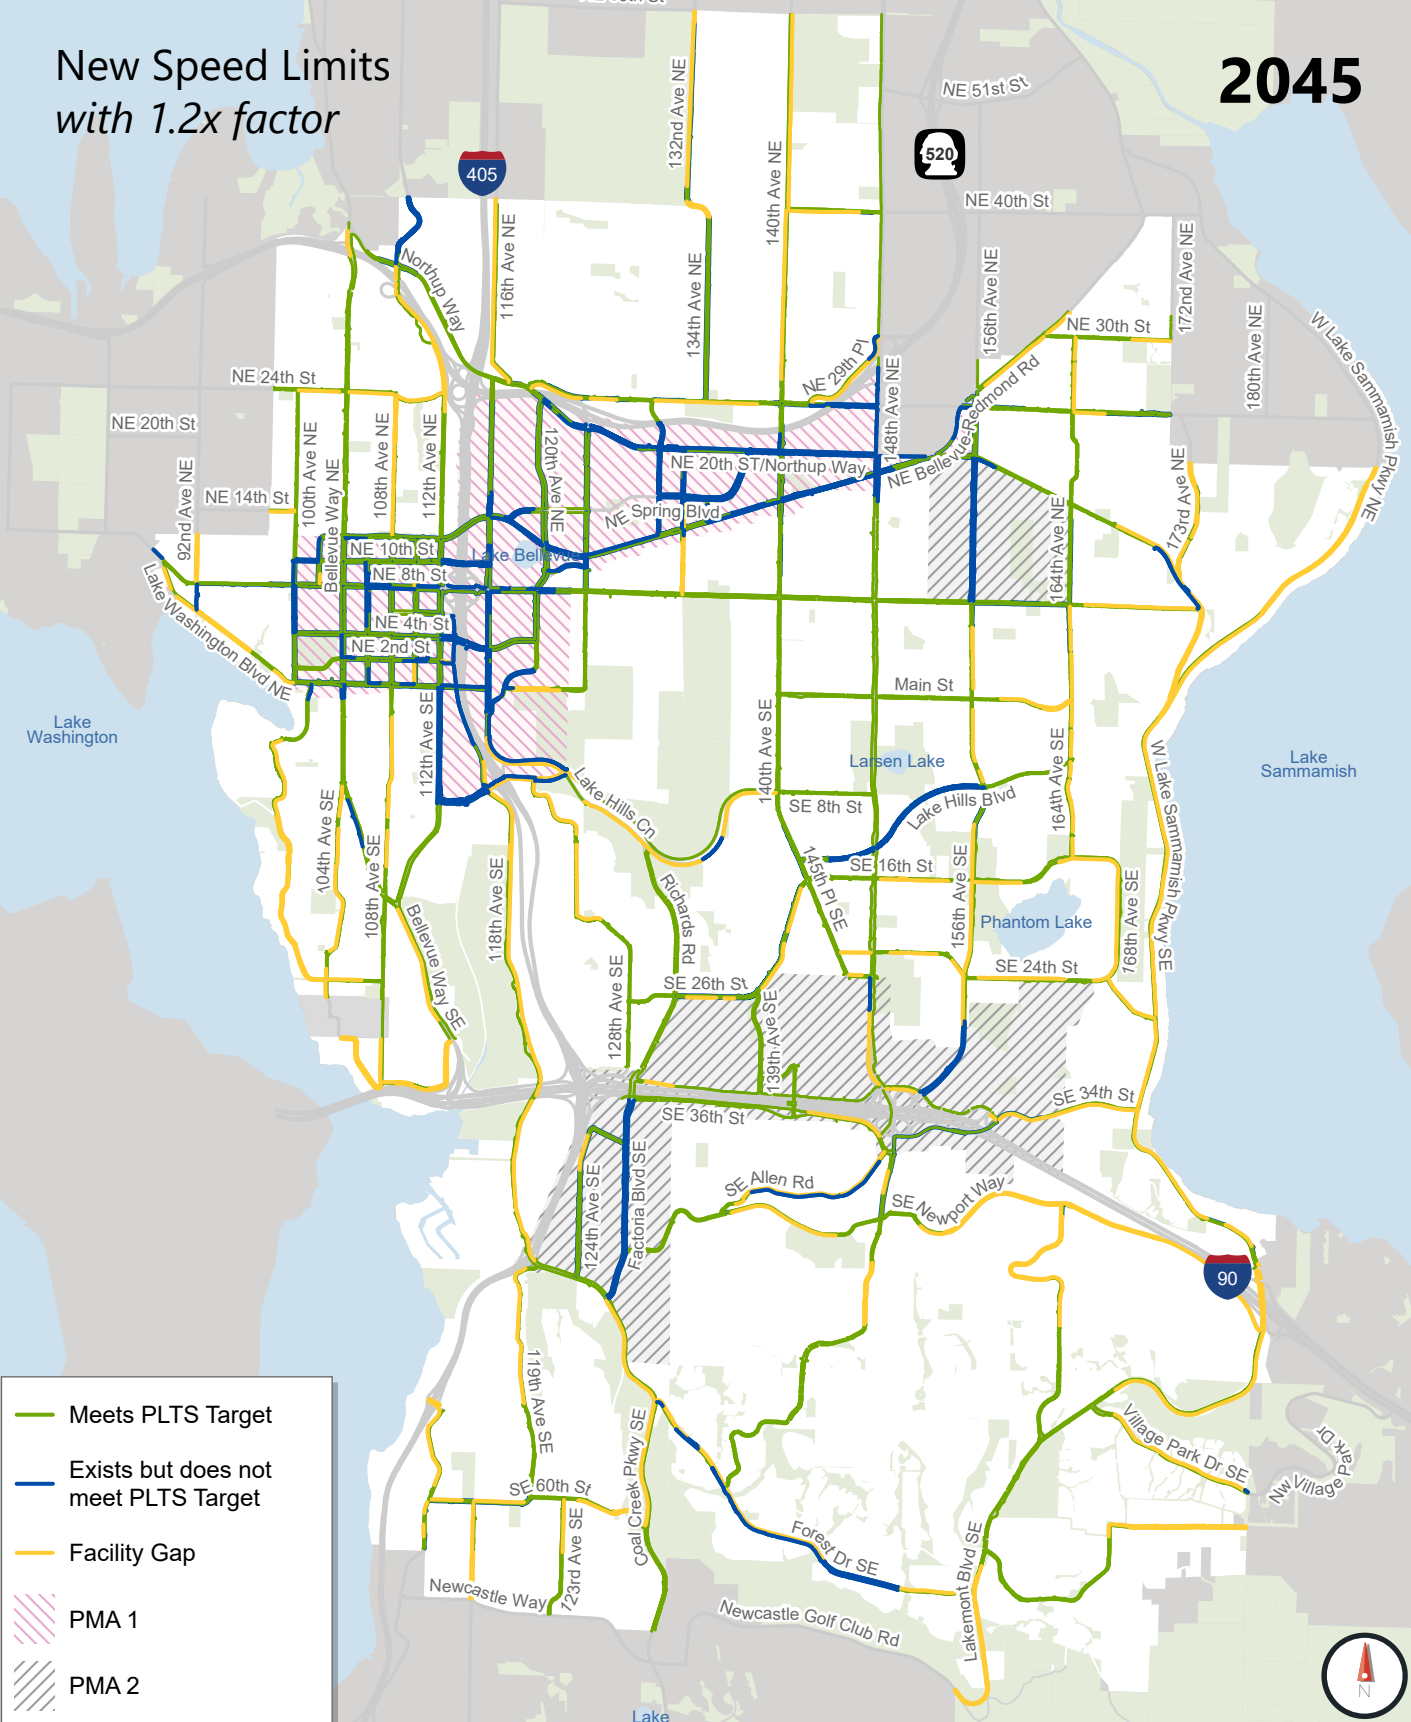 New Speed Limits
with 1.2x factor
2045
405
520
NE 51st St
NE 40th St
132nd Ave NE
140th Ave NE
116th Ave NE
Northup Way
134th Ave NE
156th Ave NE
172nd Ave NE
NE 30th St
180th Ave NE
W Lake Sammamish Pkwy NE
NE 29th Pl
148th Ave NE
NE Bellevue-Redmond Rd
NE 24th St
NE 20th St
NE 14th St
92nd Ave NE
100th Ave NE
Bellevue Way NE
108th Ave NE
112th Ave NE
120th Ave NE
NE 20th ST/Northup Way
NE Spring Blvd
173rd Ave NE
164th Ave NE
NE 10th St
Lake Bellevue
NE 8th St
NE 4th St
NE 2nd St
Lake Washington Blvd NE
Main St
Lake
Washington
112th Ave SE
140th Ave SE
Larsen Lake
Lake
Sammamish
164th Ave SE
W Lake Sammamish Pkwy SE
Lake Hills Cn
SE 8th St
Lake Hills Blvd
104th Ave SE
108th Ave SE
118th Ave SE
145th Pl SE
SE 16th St
156th Ave SE
168th Ave SE
Richards Rd
Phantom Lake
Bellevue Way SE
SE 24th St
SE 26th St
128th Ave SE
139th Ave SE
SE 34th St
SE 36th St
124th Ave SE
Factoria Blvd SE
SE Allen Rd
SE Newport Way
90
119th Ave SE
Coal Creek Pkwy SE
SE 60th St
123rd Ave SE
Newcastle Way
Forest Dr SE
Lakemont Blvd SE
Village Park Dr SE
NW Village Park Dr
Newcastle Golf Club Rd
Lake
Meets PLTS Target
Exists but does not
meet PLTS Target
Facility Gap
PMA 1
PMA 2
N